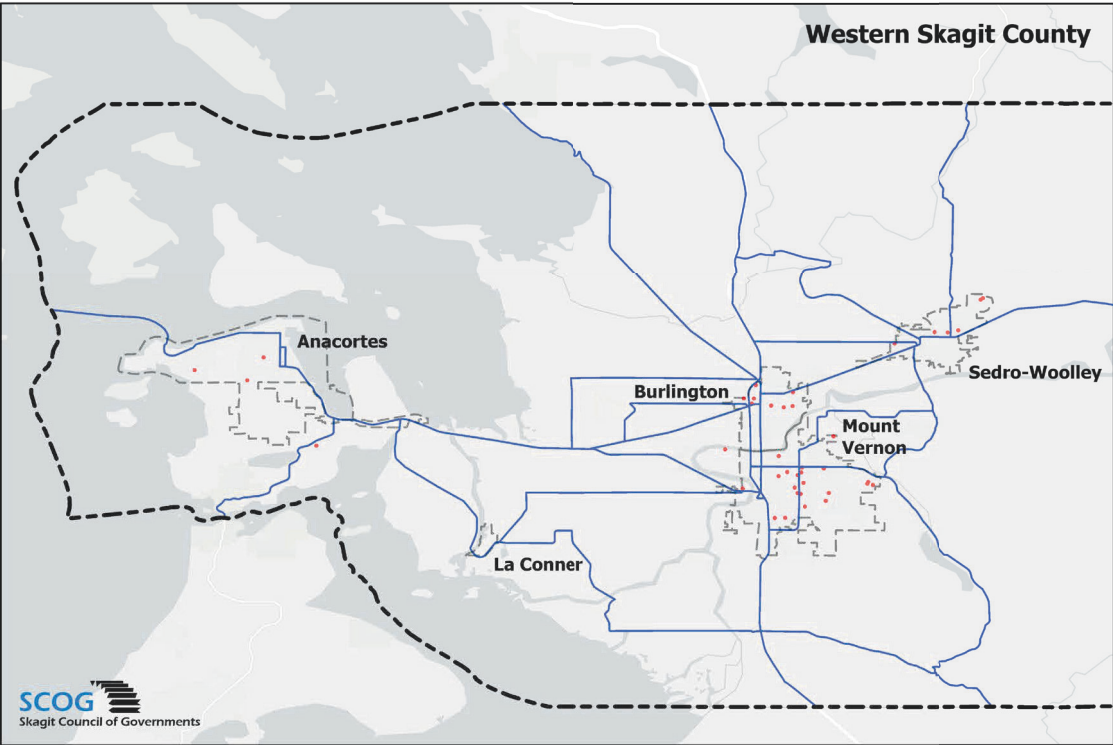 Western Skagit County
Anacortes
Sedro-Woolley
Burlington
Mount
Vernon
La Conner
SCOG
Skagit Council of Governments